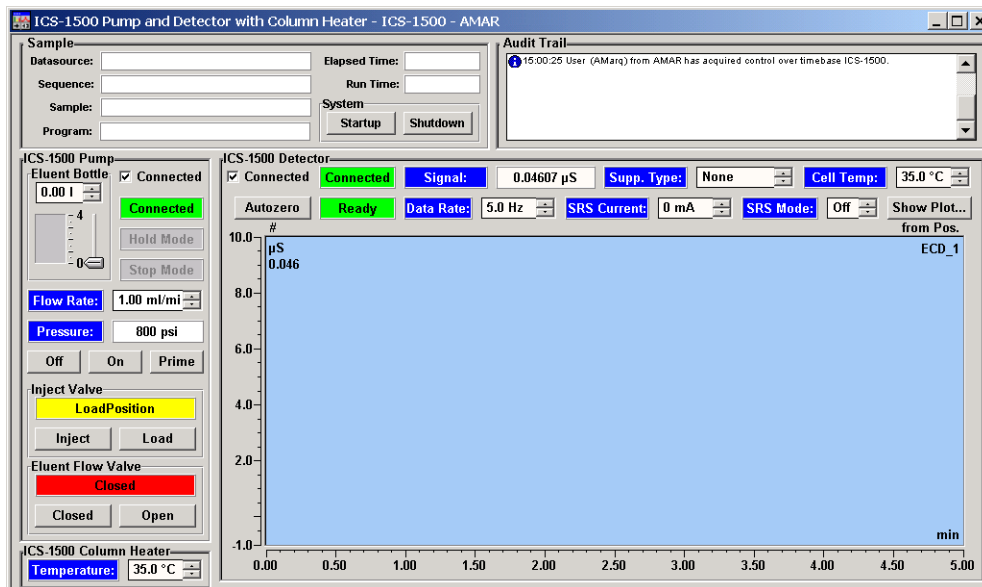 ICS-1500 Pump and Detector with Column Heater - ICS-1500 - AMAR
Sample
Datasource:
Elapsed Time:
Sequence:
Run Time:
Sample:
System
Program:
Startup
Shutdown
Audit Trail
15:00:25 User (AMarq) from AMAR has acquired control over timebase ICS-1500.
ICS-1500 Pump
Eluent Bottle
Connected
0.00 l
Connected
4
Hold Mode
0
Stop Mode
Flow Rate:
1.00 ml/mi
Pressure:
800 psi
Off
On
Prime
Inject Valve
LoadPosition
Inject
Load
Eluent Flow Valve
Closed
Closed
Open
ICS-1500 Column Heater
Temperature:
35.0 °C
ICS-1500 Detector
Connected
Connected
Signal:
0.04607 µS
Supp. Type:
None
Cell Temp:
35.0 °C
Autozero
Ready
Data Rate:
5.0 Hz
SRS Current:
0 mA
SRS Mode:
Off
Show Plot...
#
from Pos.
10.0
µS
ECD_1
0.046
8.0
6.0
4.0
2.0
-1.0
min
0.00 0.50 1.00 1.50 2.00 2.50 3.00 3.50 4.00 4.50 5.00